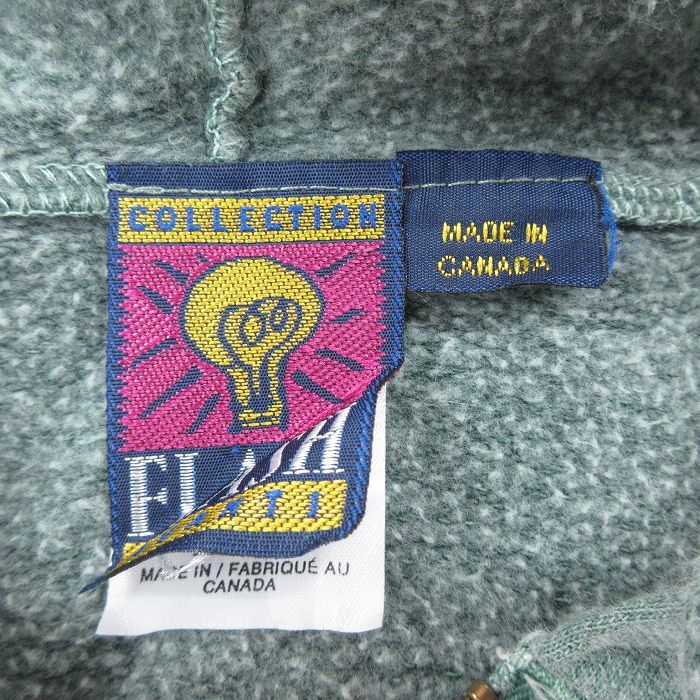 COLLECTION
MADE IN
CANADA
MADE IN / FABRIQUÉ AU
CANADA